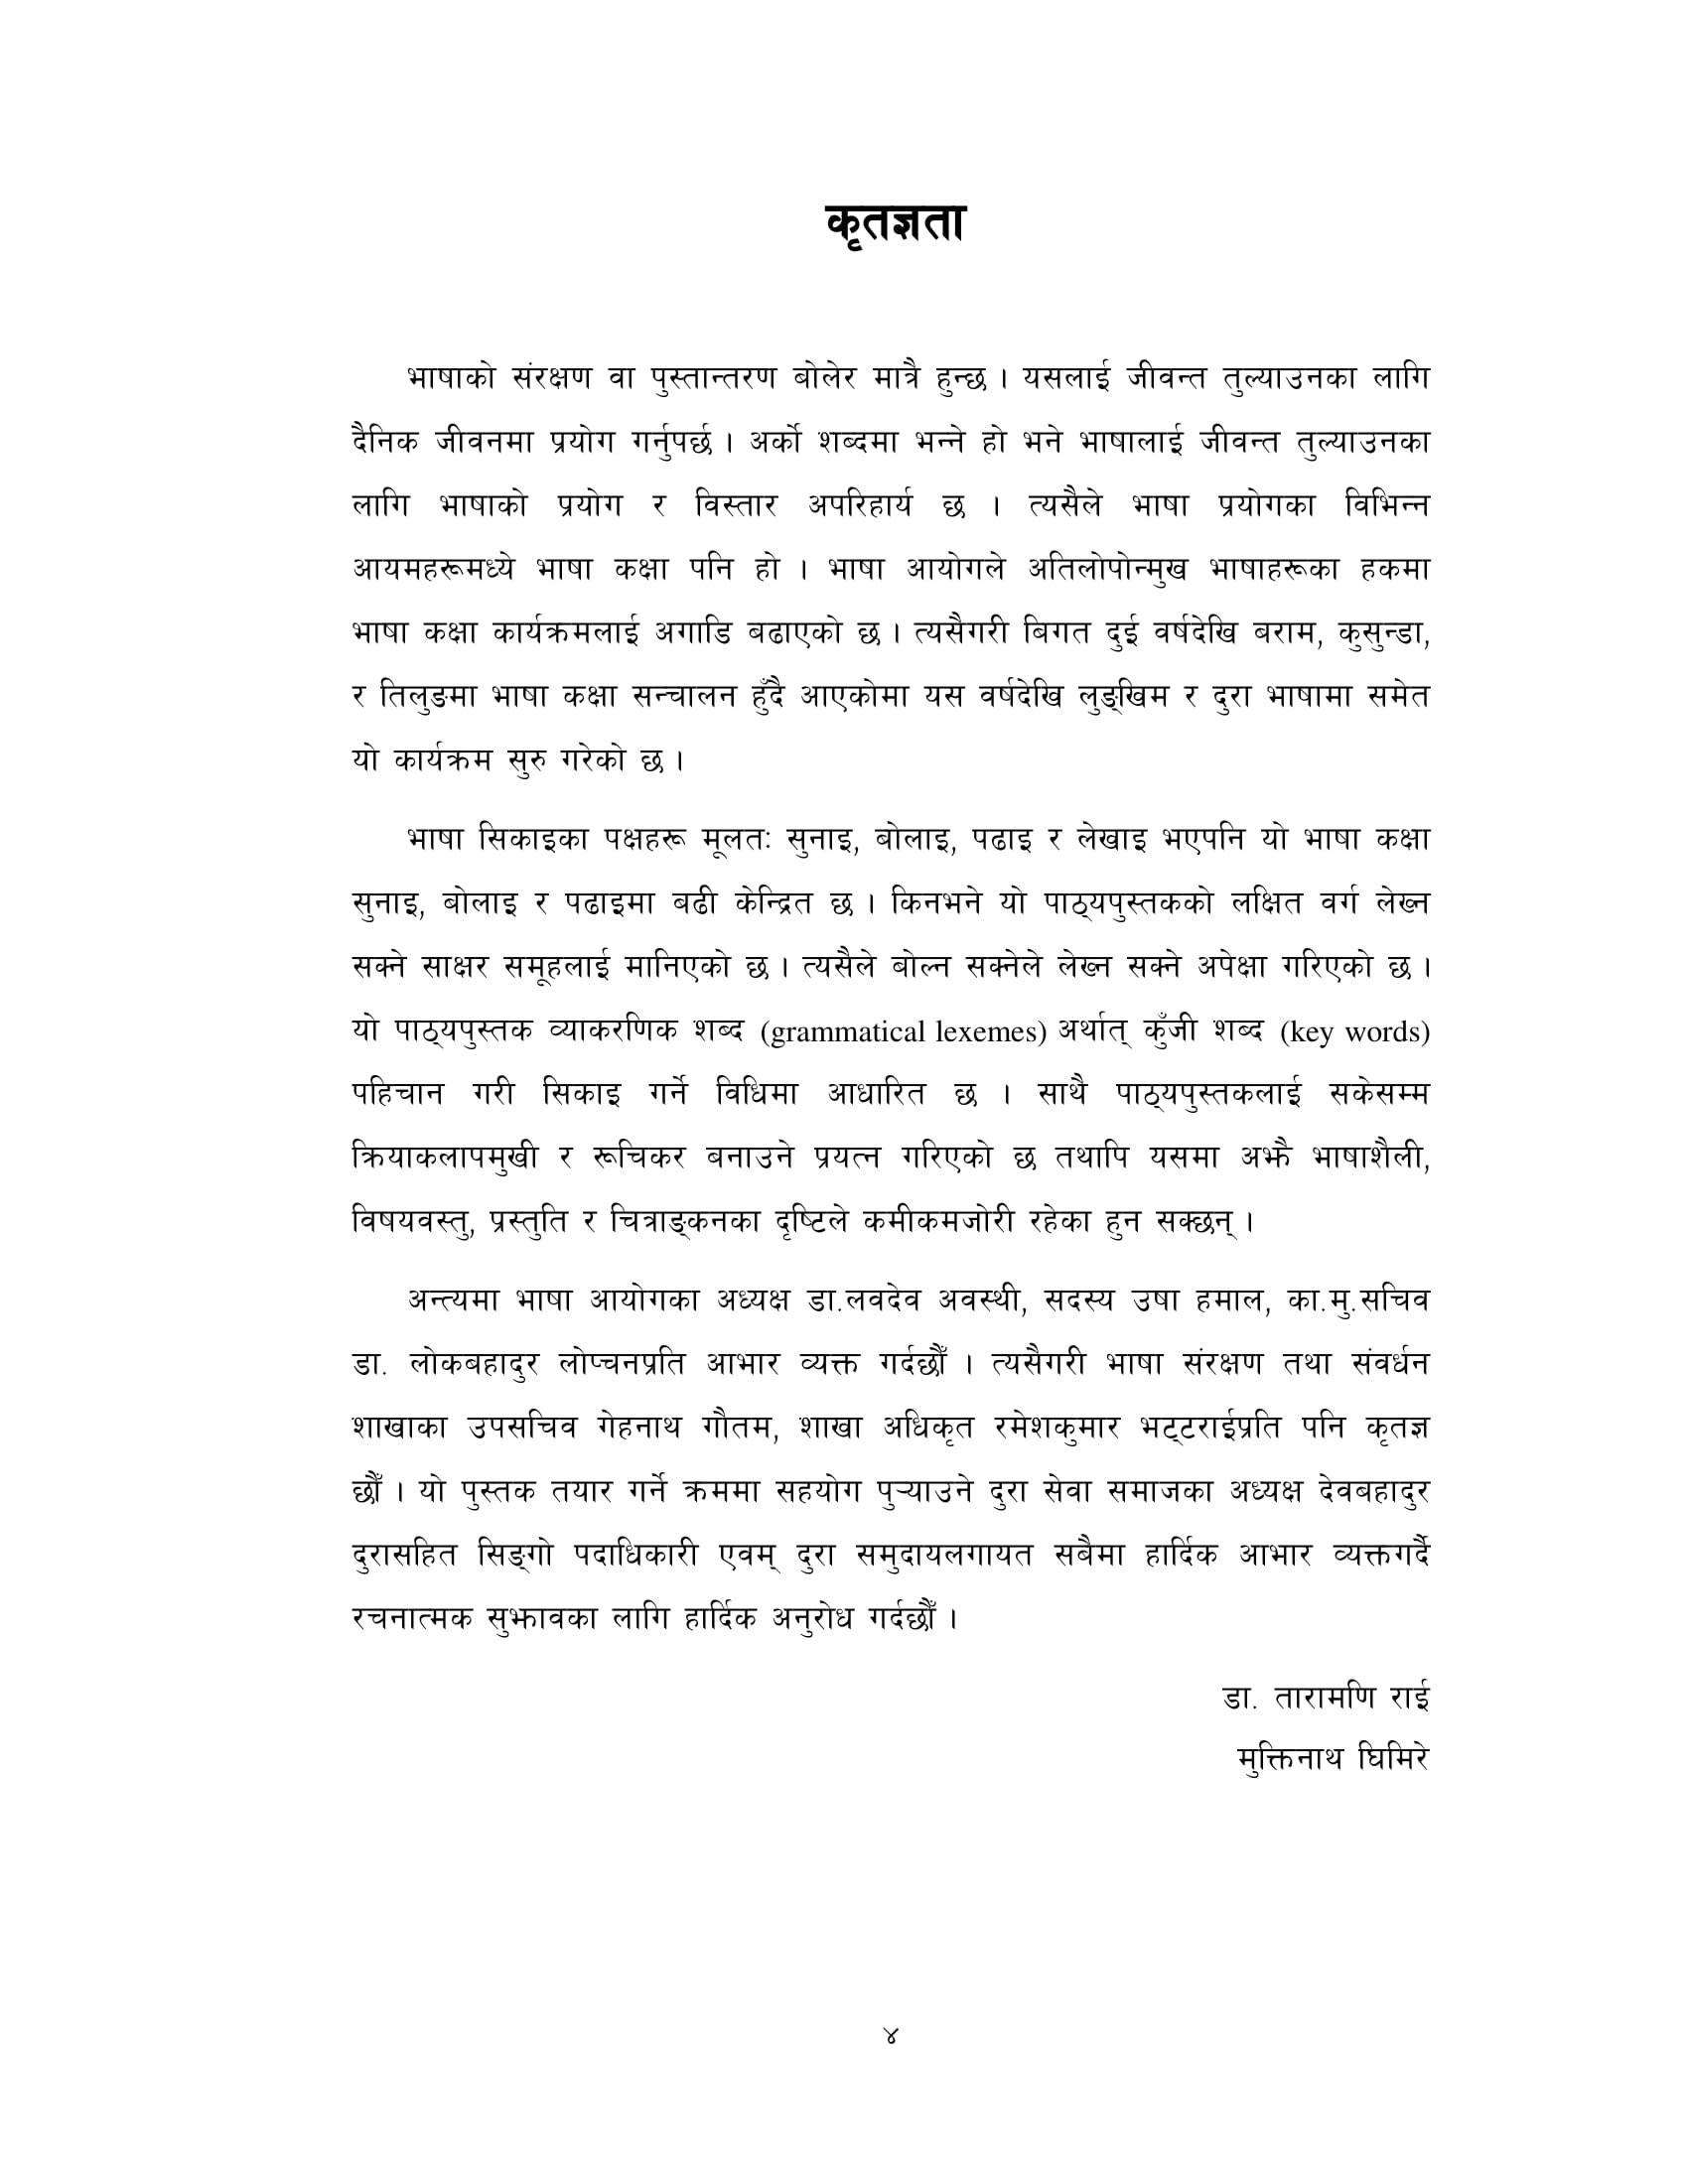 कृतज्ञता
भाषाको संरक्षण वा पुस्तान्तरण बोलेर मात्रै हुन्छ । यसलाई जीवन्त तुल्याउनका लागि
दैनिक जीवनमा प्रयोग गर्नुपर्छ । अर्को शब्दमा भन्ने हो भने भाषालाई जीवन्त तुल्याउनका
लागि भाषाको प्रयोग र विस्तार अपरिहार्य छ । त्यसैले भाषा प्रयोगका विभिन्न
आयमहरूमध्ये भाषा कक्षा पनि हो । भाषा आयोगले अतिलोपोन्मुख भाषाहरूका हकमा
भाषा कक्षा कार्यक्रमलाई अगाडि बढाएको छ । त्यसैगरी बिगत दुई वर्षदेखि बराम, कुसुन्डा,
र तिलुङमा भाषा कक्षा सन्चालन हुँदै आएकोमा यस वर्षदेखि लुङ्खिम र दुरा भाषामा समेत
यो कार्यक्रम सुरु गरेको छ ।
भाषा सिकाइका पक्षहरू मूलतः सुनाइ, बोलाइ, पढाइ र लेखाइ भएपनि यो भाषा कक्षा
सुनाइ, बोलाइ र पढाइमा बढी केन्द्रित छ । किनभने यो पाठ्यपुस्तकको लक्षित वर्ग लेख्न
सक्ने साक्षर समूहलाई मानिएको छ । त्यसैले बोल्न सक्नेले लेख्न सक्ने अपेक्षा गरिएको छ ।
यो पाठ्यपुस्तक व्याकरणिक शब्द (grammatical lexemes) अर्थात् कुँजी शब्द (key words)
पहिचान गरी सिकाइ गर्ने विधिमा आधारित छ । साथै पाठ्यपुस्तकलाई सकेसम्म
क्रियाकलापमुखी र रूचिकर बनाउने प्रयत्न गरिएको छ तथापि यसमा अझै भाषाशैली,
विषयवस्तु, प्रस्तुति र चित्राङ्कनका दृष्टिले कमीकमजोरी रहेका हुन सक्छन् ।
अन्त्यमा भाषा आयोगका अध्यक्ष डा.लवदेव अवस्थी, सदस्य उषा हमाल, का.मु.सचिव
डा. लोकबहादुर लोप्चनप्रति आभार व्यक्त गर्दछौँ । त्यसैगरी भाषा संरक्षण तथा संवर्धन
शाखाका उपसचिव गेहनाथ गौतम, शाखा अधिकृत रमेशकुमार भट्टराईप्रति पनि कृतज्ञ
छौँ । यो पुस्तक तयार गर्ने क्रममा सहयोग पुऱ्याउने दुरा सेवा समाजका अध्यक्ष देवबहादुर
दुरासहित सिङ्गो पदाधिकारी एवम् दुरा समुदायलगायत सबैमा हार्दिक आभार व्यक्तगर्दै
रचनात्मक सुझावका लागि हार्दिक अनुरोध गर्दछौँ ।
डा. तारामणि राई
मुक्तिनाथ घिमिरे
४